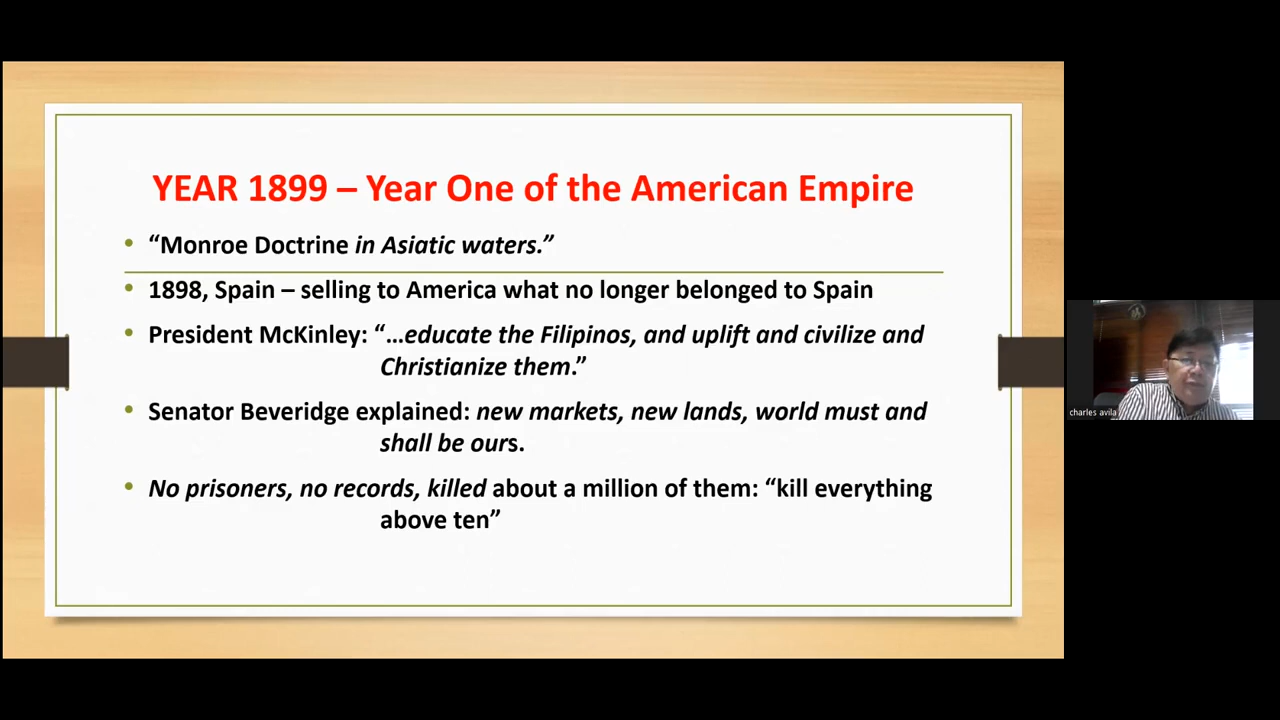 YEAR 1899 – Year One of the American Empire
• “Monroe Doctrine in Asiatic waters.”
• 1898, Spain – selling to America what no longer belonged to Spain
• President McKinley: “…educate the Filipinos, and uplift and civilize and
Christianize them.”
• Senator Beveridge explained: new markets, new lands, world must and
shall be ours.
• No prisoners, no records, killed about a million of them: “kill everything
above ten”
charles avila